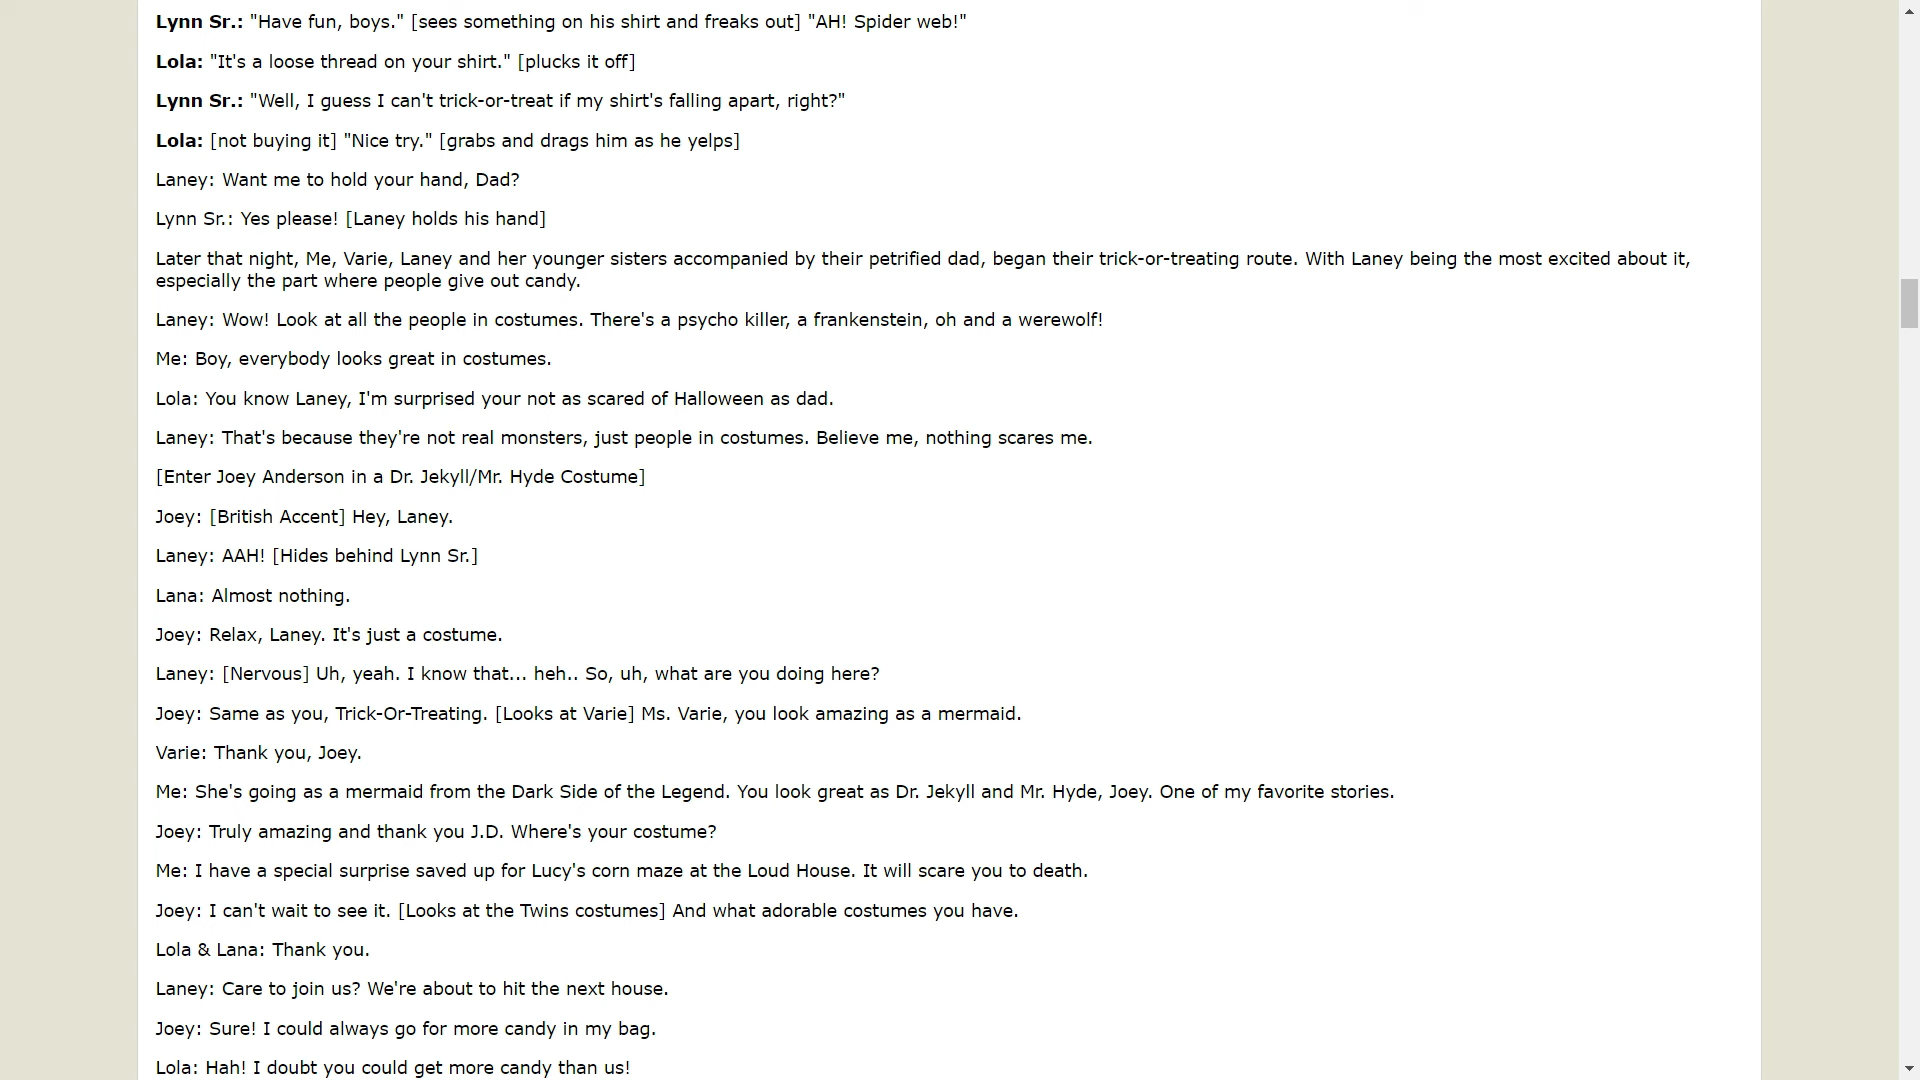 Lynn Sr.: "Have fun, boys." [sees something on his shirt and freaks out] "AH! Spider web!"
Lola: "It's a loose thread on your shirt." [plucks it off]
Lynn Sr.: "Well, I guess I can't trick-or-treat if my shirt's falling apart, right?"
Lola: [not buying it] "Nice try." [grabs and drags him as he yelps]
Laney: Want me to hold your hand, Dad?
Lynn Sr.: Yes please! [Laney holds his hand]
Later that night, Me, Varie, Laney and her younger sisters accompanied by their petrified dad, began their trick-or-treating route. With Laney being the most excited about it,
especially the part where people give out candy.
Laney: Wow! Look at all the people in costumes. There's a psycho killer, a frankenstein, oh and a werewolf!
Me: Boy, everybody looks great in costumes.
Lola: You know Laney, I'm surprised your not as scared of Halloween as dad.
Laney: That's because they're not real monsters, just people in costumes. Believe me, nothing scares me.
[Enter Joey Anderson in a Dr. Jekyll/Mr. Hyde Costume]
Joey: [British Accent] Hey, Laney.
Laney: AAH! [Hides behind Lynn Sr.]
Lana: Almost nothing.
Joey: Relax, Laney. It's just a costume.
Laney: [Nervous] Uh, yeah. I know that... heh.. So, uh, what are you doing here?
Joey: Same as you, Trick-Or-Treating. [Looks at Varie] Ms. Varie, you look amazing as a mermaid.
Varie: Thank you, Joey.
Me: She's going as a mermaid from the Dark Side of the Legend. You look great as Dr. Jekyll and Mr. Hyde, Joey. One of my favorite stories.
Joey: Truly amazing and thank you J.D. Where's your costume?
Me: I have a special surprise saved up for Lucy's corn maze at the Loud House. It will scare you to death.
Joey: I can't wait to see it. [Looks at the Twins costumes] And what adorable costumes you have.
Lola & Lana: Thank you.
Laney: Care to join us? We're about to hit the next house.
Joey: Sure! I could always go for more candy in my bag.
Lola: Hah! I doubt you could get more candy than us!